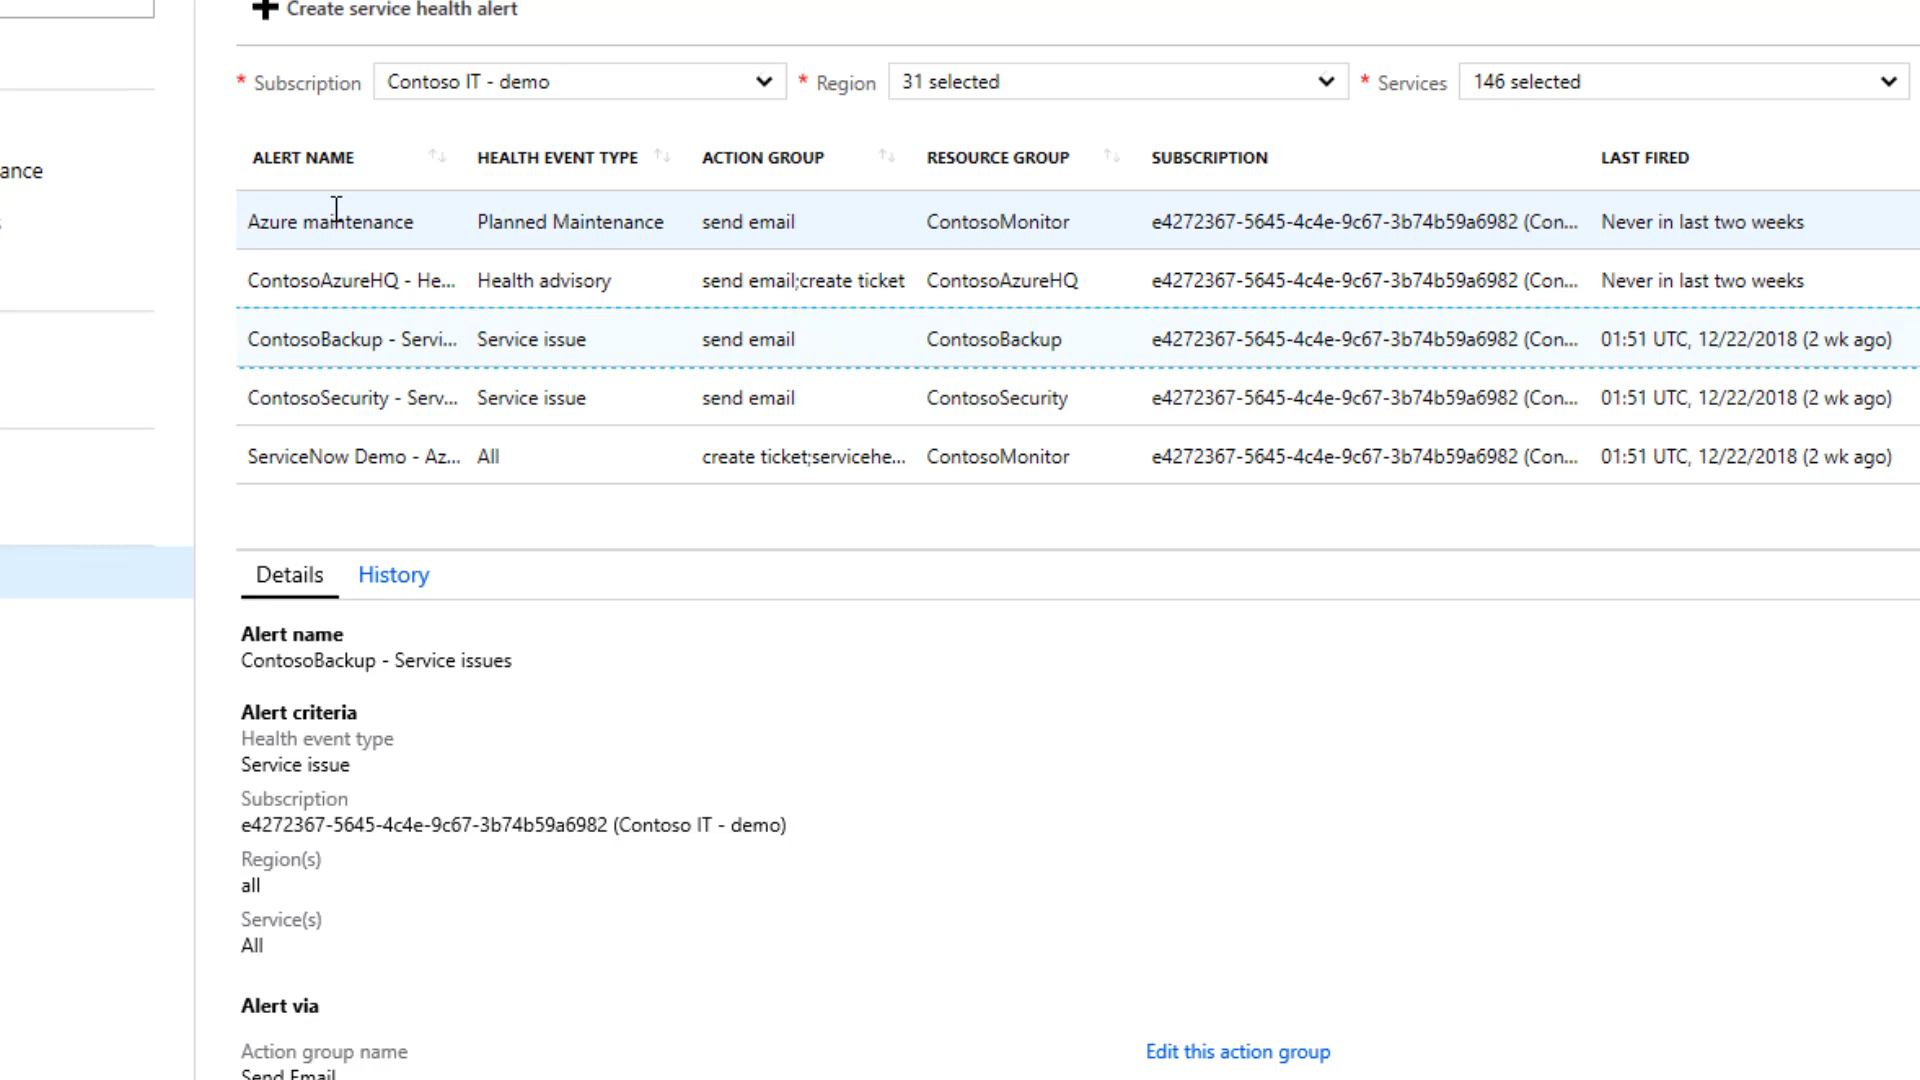 Create service health alert
* Subscription Contoso IT - demo * Region 31 selected * Services 146 selected
ALERT NAME HEALTH EVENT TYPE ACTION GROUP RESOURCE GROUP SUBSCRIPTION LAST FIRED
ance
Azure maintenance Planned Maintenance send email ContosoMonitor e4272367-5645-4c4e-9c67-3b74b59a6982 (Con... Never in last two weeks
ContosoAzureHQ - He... Health advisory send email;create ticket ContosoAzureHQ e4272367-5645-4c4e-9c67-3b74b59a6982 (Con... Never in last two weeks
ContosoBackup - Servi... Service issue send email ContosoBackup e4272367-5645-4c4e-9c67-3b74b59a6982 (Con... 01:51 UTC, 12/22/2018 (2 wk ago)
ContosoSecurity - Serv... Service issue send email ContosoSecurity e4272367-5645-4c4e-9c67-3b74b59a6982 (Con... 01:51 UTC, 12/22/2018 (2 wk ago)
ServiceNow Demo - Az... All create ticket;servicehe... ContosoMonitor e4272367-5645-4c4e-9c67-3b74b59a6982 (Con... 01:51 UTC, 12/22/2018 (2 wk ago)
Details History
Alert name
ContosoBackup - Service issues
Alert criteria
Health event type
Service issue
Subscription
e4272367-5645-4c4e-9c67-3b74b59a6982 (Contoso IT - demo)
Region(s)
all
Service(s)
All
Alert via
Action group name Edit this action group
Send Email